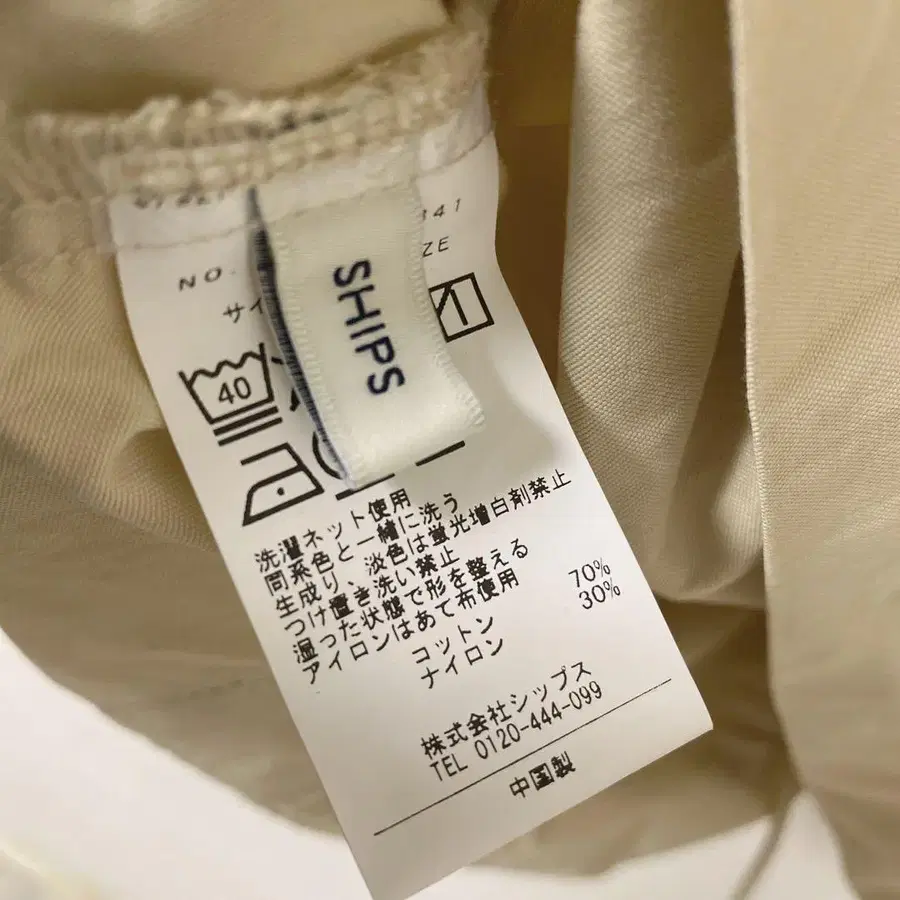 NO.
341
ZE
サイ
SHIPS
40
洗濯ネット使用
同系色と一緒に洗う
生成り、淡色は蛍光増白剤禁止
つけ置き洗い禁止
湿った状態で形を整える
アイロンはあて布使用
コットン 70%
ナイロン 30%
株式会社シップス
TEL 0120-444-099
中国製